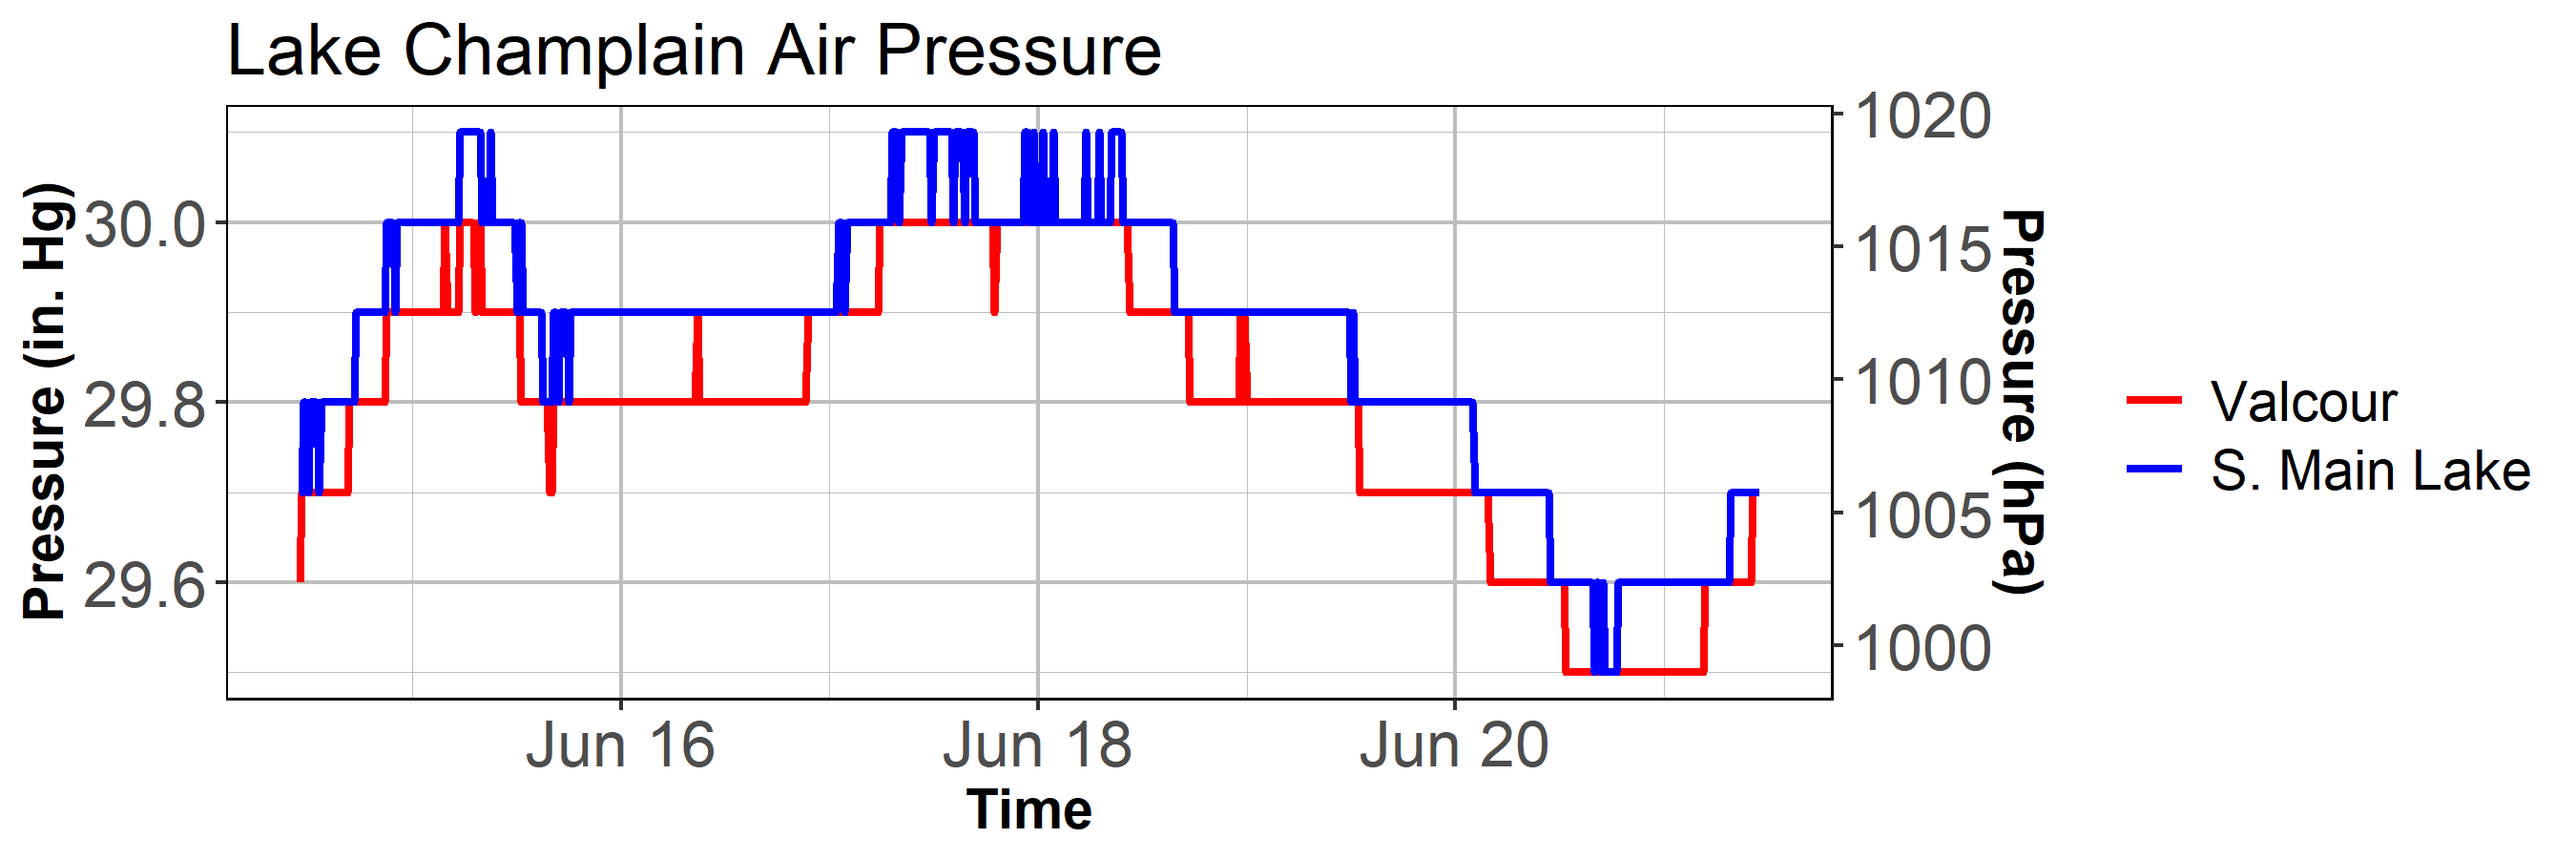 Lake Champlain Air Pressure
Pressure (in. Hg)
30.0
29.8
29.6
1020
1015
1010
1005
1000
Pressure (hPa)
Jun 16
Jun 18
Jun 20
Time
Valcour
S. Main Lake